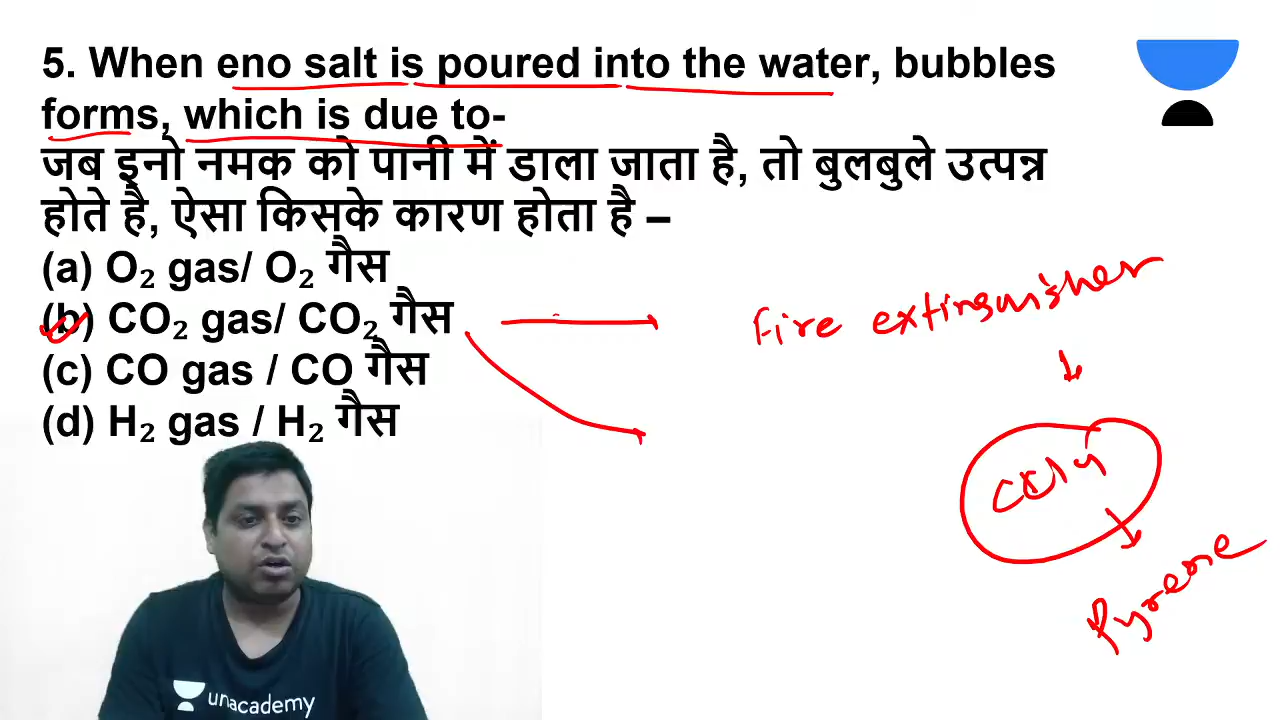 5. When eno salt is poured into the water, bubbles
forms, which is due to-
जब इनो नमक को पानी में डाला जाता है, तो बुलबुले उत्पन्न
होते है, ऐसा किसके कारण होता है –
(a) O₂ gas/ O₂ गैस
(b) CO₂ gas/ CO₂ गैस
(c) CO gas / CO गैस
(d) H₂ gas / H₂ गैस
Fire extinguisher
CCl4
Pyrene
unacademy